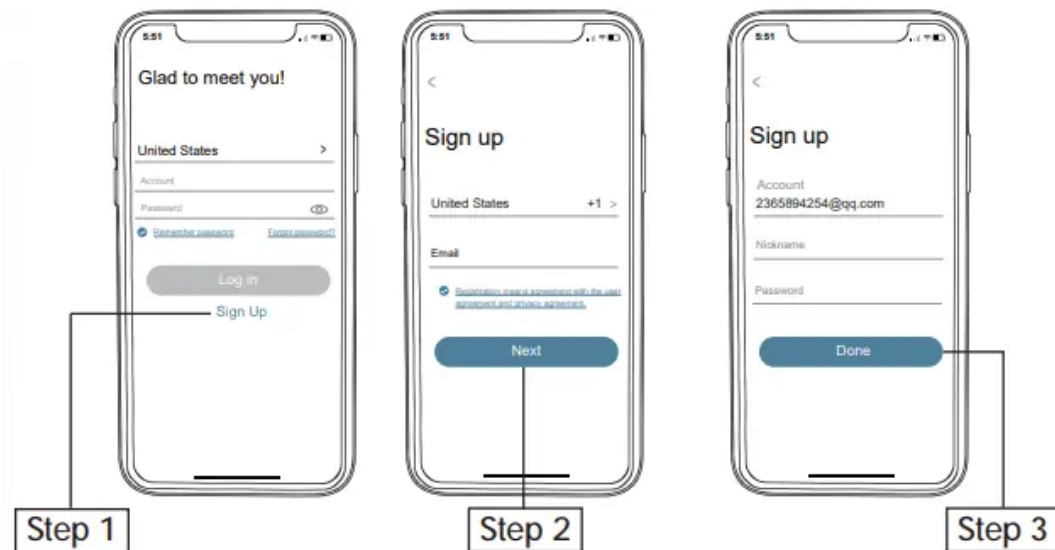 5:51
Glad to meet you!
United States >
Account
Password
Remember password Forgot password?
Log in
Sign Up
Step 1
5:51
<
Sign up
United States +1 >
Email
Registration means agreement with the user
agreement and privacy agreement.
Next
Step 2
5:51
<
Sign up
Account
2365894254@qq.com
Nickname
Password
Done
Step 3